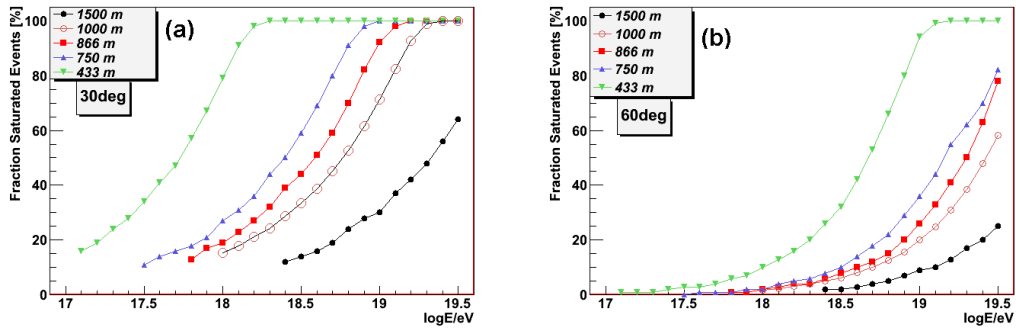 Fraction Saturated Events [%]
100
80
60
40
20
0
1500 m
1000 m
866 m
750 m
433 m
30deg
(a)
17 17.5 18 18.5 19 19.5
logE/eV
Fraction Saturated Events [%]
100
80
60
40
20
0
1500 m
1000 m
866 m
750 m
433 m
60deg
(b)
17 17.5 18 18.5 19 19.5
logE/eV